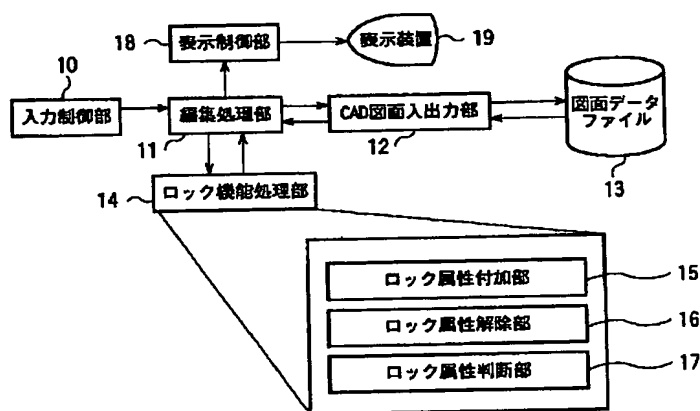 18
表示制御部
表示装置
19
10
入力制御部
編集処理部
11
CAD図面入出力部
12
図面データ
ファイル
13
14
ロック機能処理部
ロック属性付加部
15
ロック属性解除部
16
ロック属性判断部
17